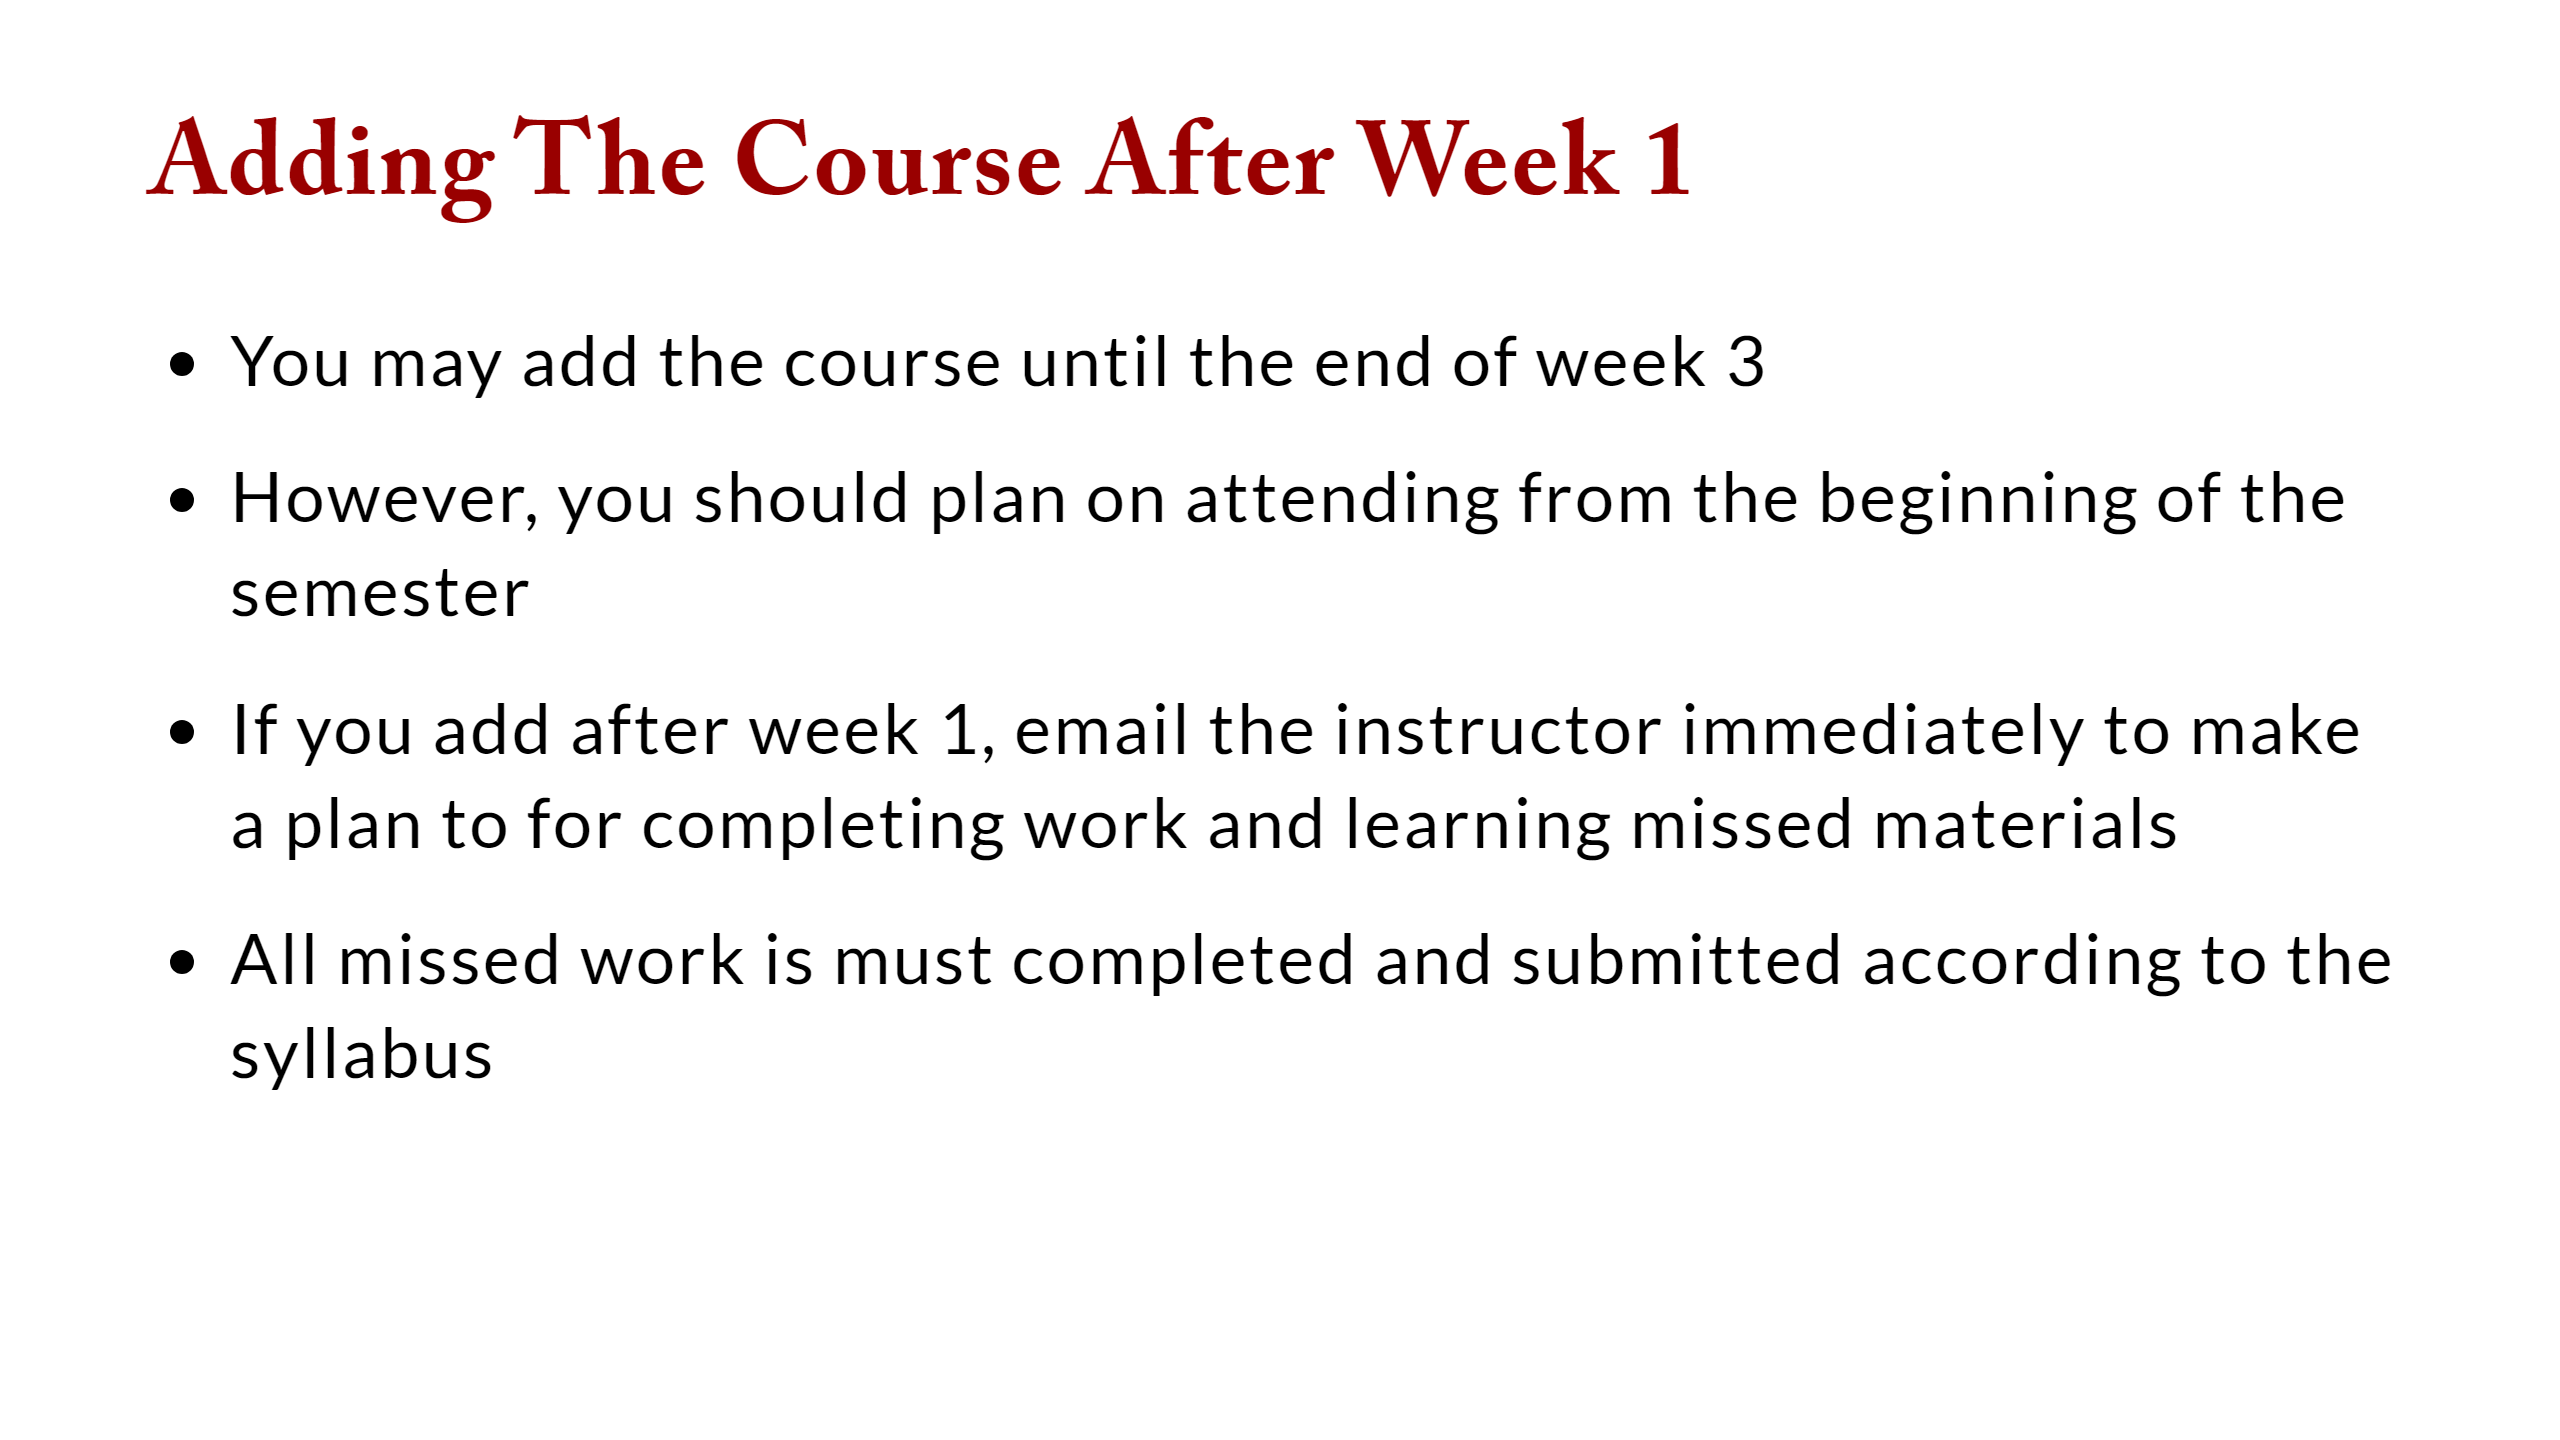 Adding The Course After Week 1
• You may add the course until the end of week 3
• However, you should plan on attending from the beginning of the
semester
• If you add after week 1, email the instructor immediately to make
a plan to for completing work and learning missed materials
• All missed work is must completed and submitted according to the
syllabus